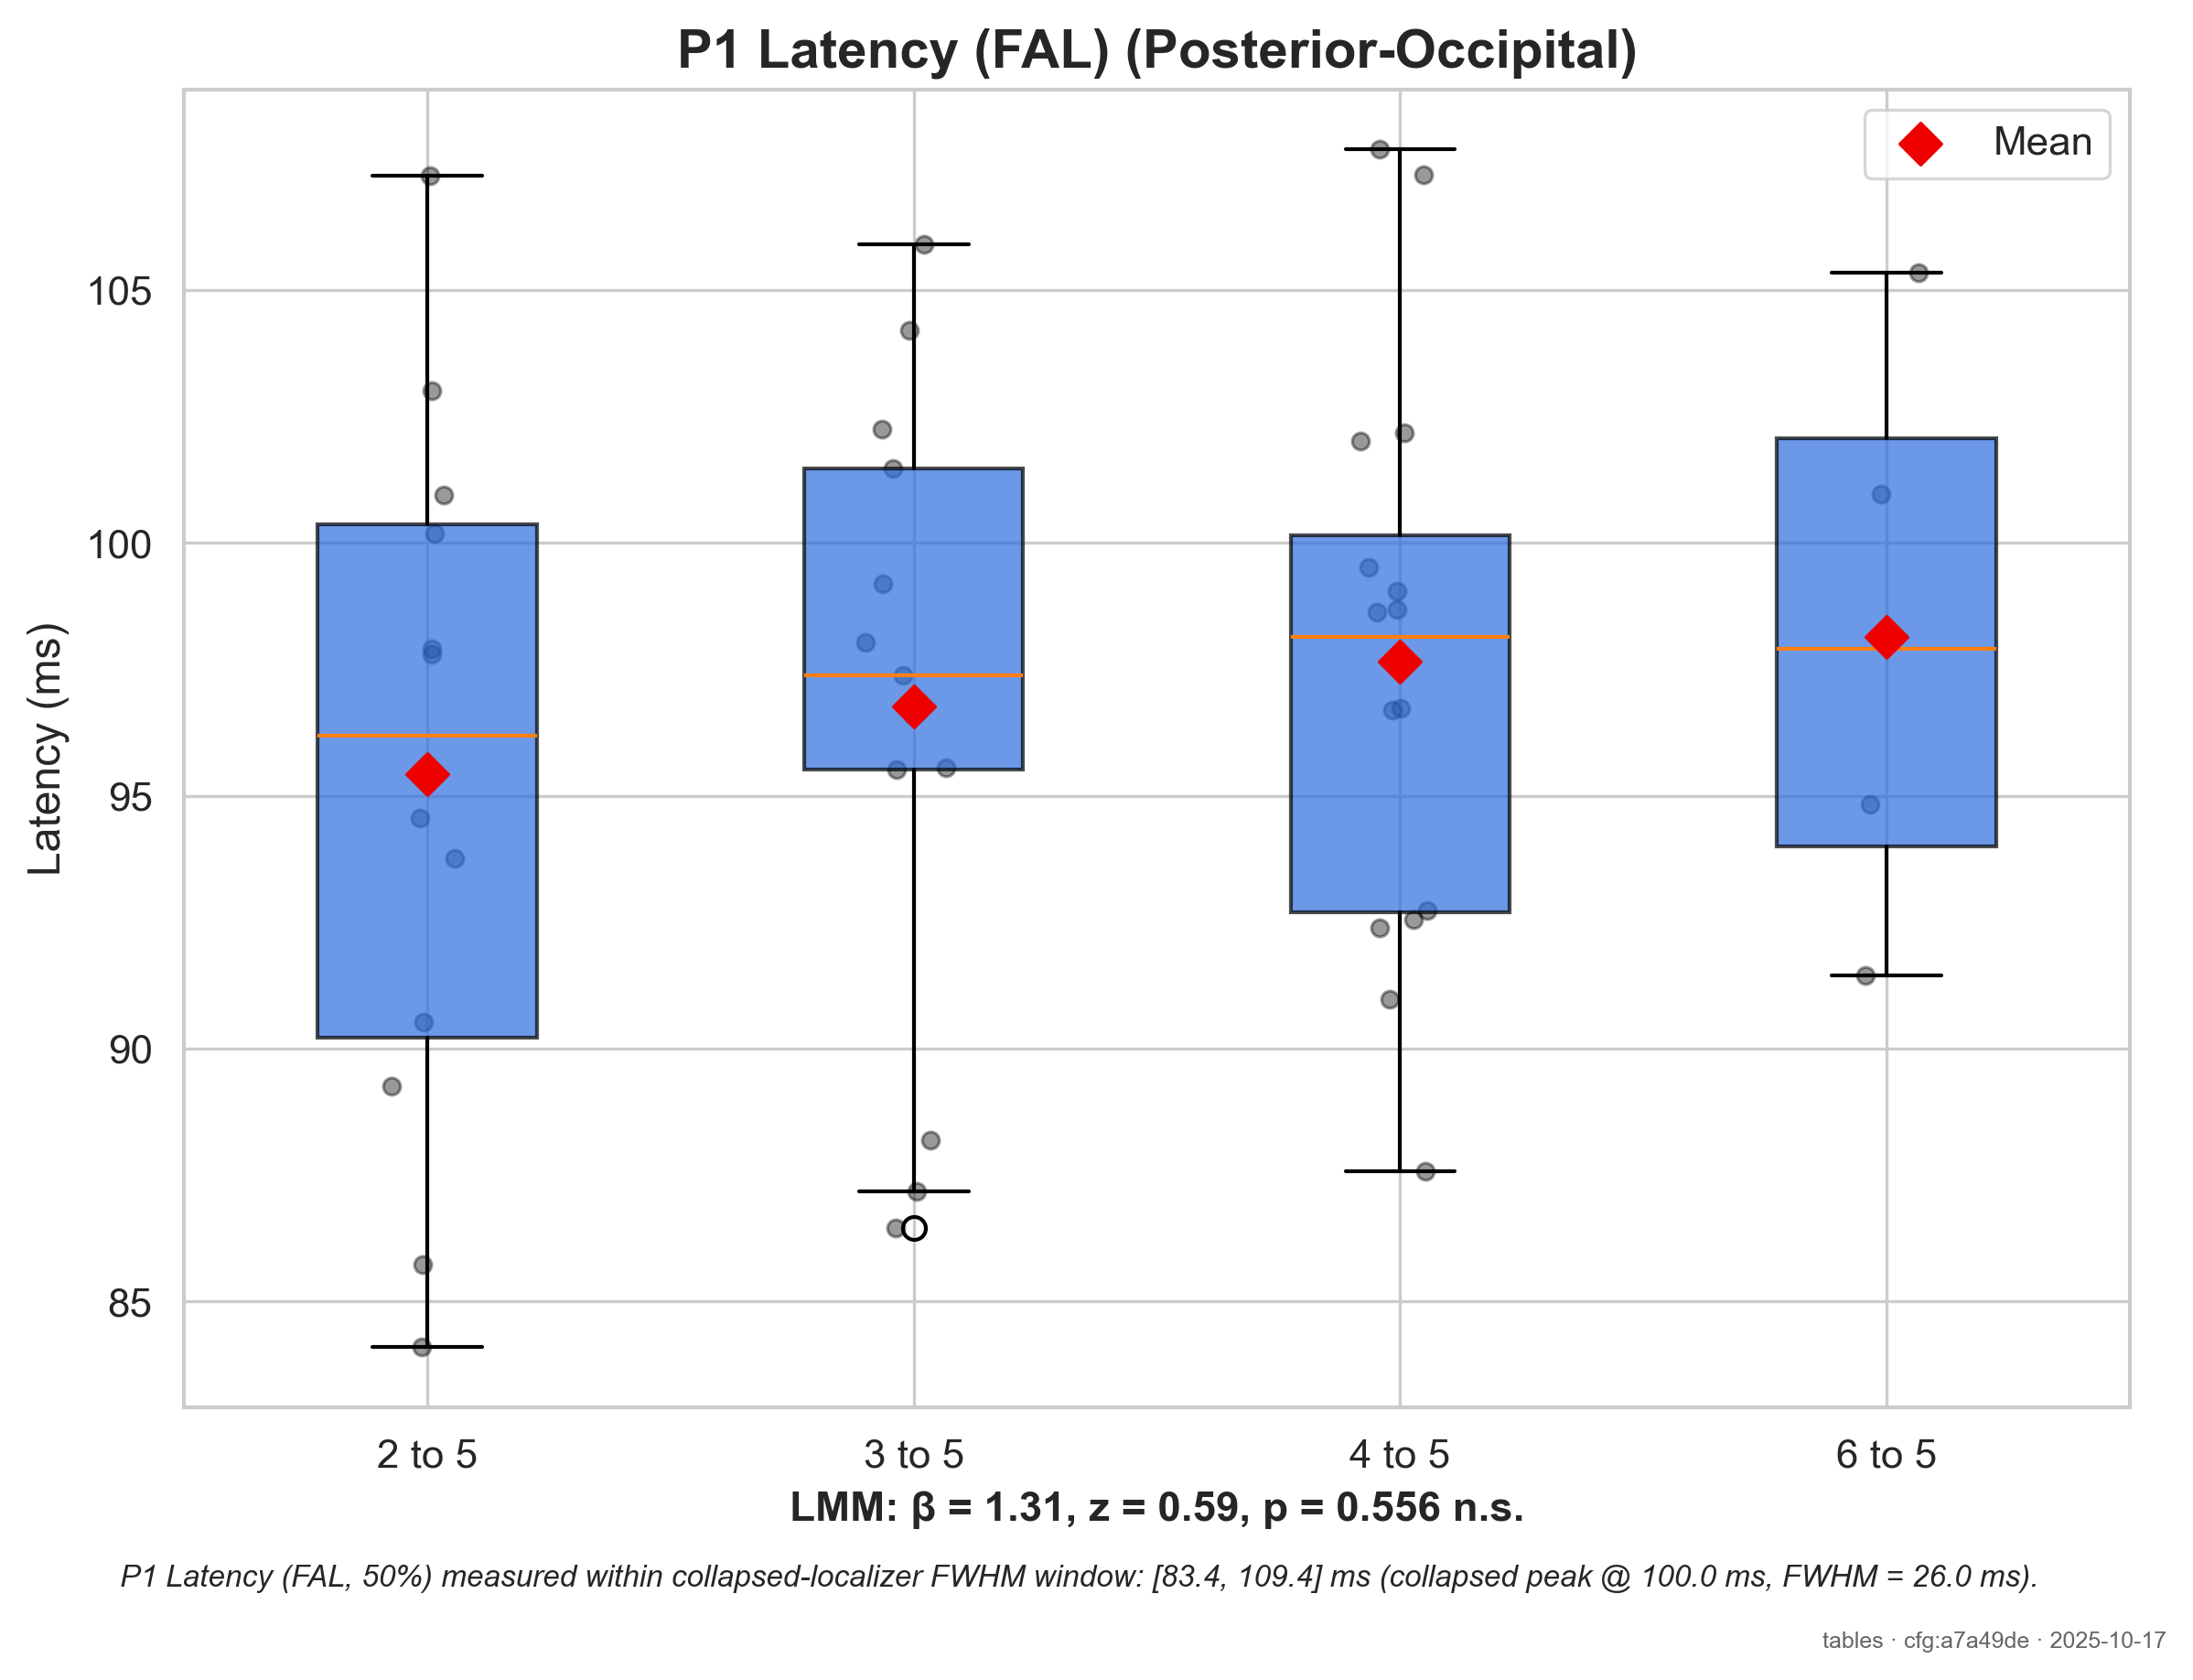 P1 Latency (FAL) (Posterior-Occipital)
Mean
Latency (ms)
105
100
95
90
85
2 to 5
3 to 5
4 to 5
6 to 5
LMM: β = 1.31, z = 0.59, p = 0.556 n.s.
P1 Latency (FAL, 50%) measured within collapsed-localizer FWHM window: [83.4, 109.4] ms (collapsed peak @ 100.0 ms, FWHM = 26.0 ms).
tables · cfg:a7a49de · 2025-10-17